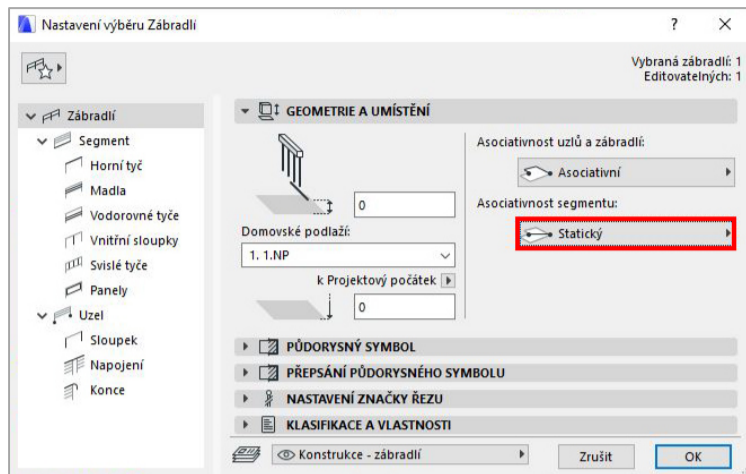 Nastavení výběru Zábradlí
?
Vybraná zábradlí: 1
Editovatelných: 1
Zábradlí
Segment
Horní tyč
Madla
Vodorovné tyče
Vnitřní sloupky
Svislé tyče
Panely
Uzel
Sloupek
Napojení
Konce
GEOMETRIE A UMÍSTĚNÍ
0
Domovské podlaží:
1. 1.NP
k Projektový počátek
0
Asociativnost uzlů a zábradlí:
Asociativní
Asociativnost segmentu:
Statický
PŮDORYSNÝ SYMBOL
PŘEPSÁNÍ PŮDORYSNÉHO SYMBOLU
NASTAVENÍ ZNAČKY ŘEZU
KLASIFIKACE A VLASTNOSTI
Konstrukce - zábradlí
Zrušit
OK